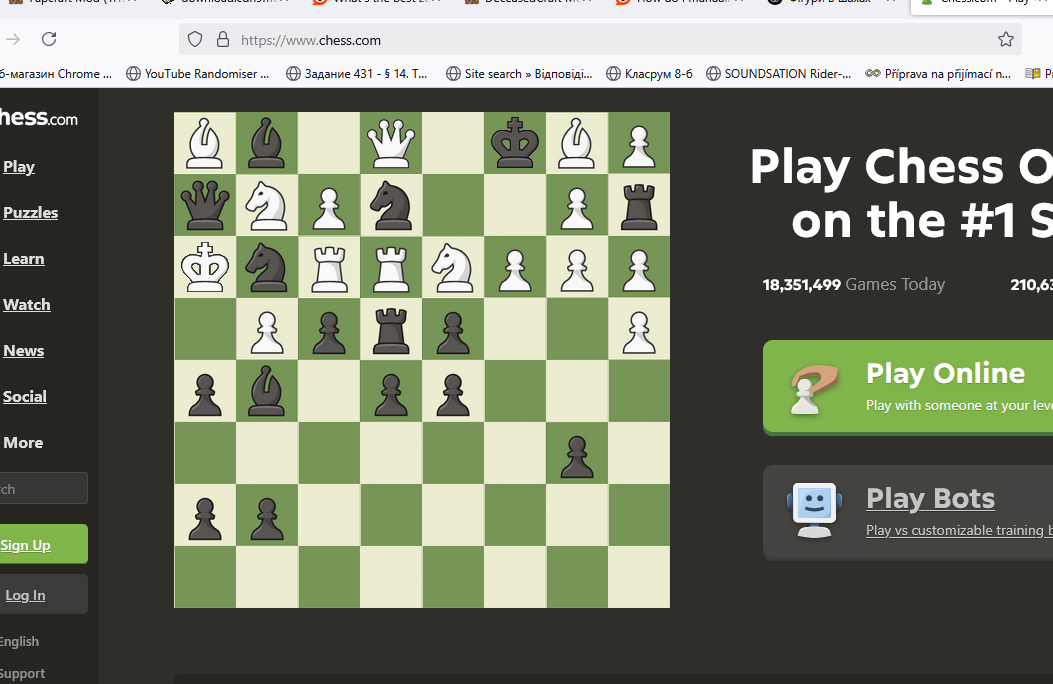 https://www.chess.com
б-магазин Chrome ... YouTube Randomiser ... Задание 431 - § 14. Т... Site search » Відповіді... Класрум 8-6 SOUNDSATION Rider-... Příprava na přijímací n...
hess.com
Play
Puzzles
Learn
Watch
News
Social
More
rch
Sign Up
Log In
English
Support
Play Chess O
on the #1 S
18,351,499 Games Today 210,63
Play Online
Play with someone at your leve
Play Bots
Play vs customizable training b